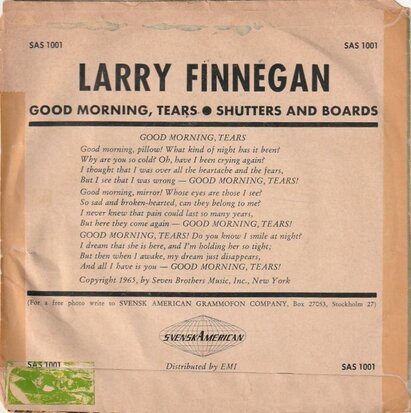 SAS 1001 SAS 1001
LARRY FINNEGAN
GOOD MORNING, TEARS ● SHUTTERS AND BOARDS
GOOD MORNING, TEARS
Good morning, pillow! What kind of night has it been?
Why are you so cold? Oh, have I been crying again?
I thought that I was over all the heartache and the fears,
But I see that I was wrong — GOOD MORNING, TEARS!
Good morning, mirror! Whose eyes are those I see?
So sad and broken-hearted, can they belong to me?
I never knew that pain could last so many years,
But here they come again — GOOD MORNING, TEARS!
GOOD MORNING, TEARS! Do you know I smile at night?
I dream that she is here, and I'm holding her so tight;
But then when I awake, my dream just disappears,
And all I have is you — GOOD MORNING, TEARS!
Copyright 1965, by Seven Brothers Music, Inc., New York
(For a free photo write to SVENSK AMERICAN GRAMMOFON COMPANY, Box 27053, Stockholm 27)
SVENSKAMERICAN
Distributed by EMI
SAS 1001 SAS 1001